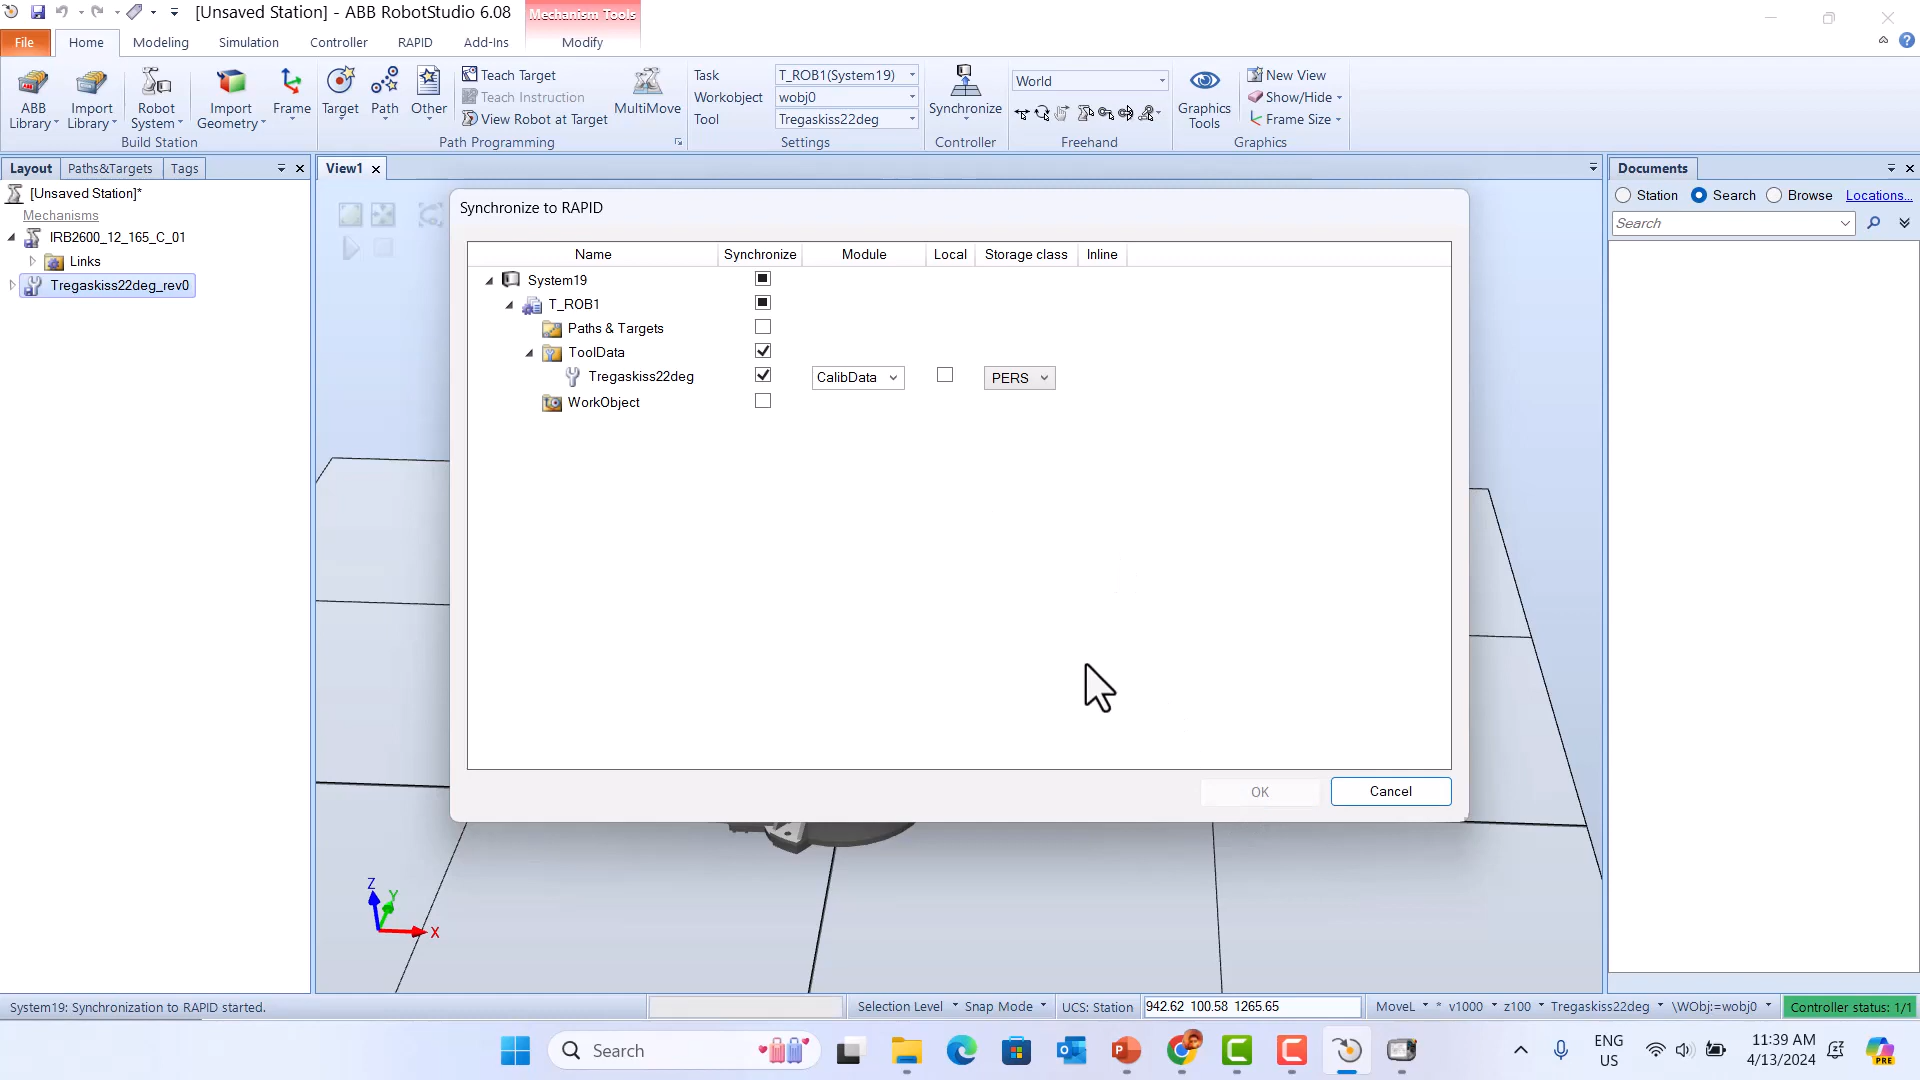 [Unsaved Station] - ABB RobotStudio 6.08
Mechanism Tools
File
Home
Modeling
Simulation
Controller
RAPID
Add-Ins
Modify
ABB Library
Import Library
Robot System
Import Geometry
Frame
Build Station
Target
Path
Other
Teach Target
Teach Instruction
View Robot at Target
MultiMove
Path Programming
Task T_ROB1(System19)
Workobject wobj0
Tool Tregaskiss22deg
Settings
Synchronize
Controller
World
Freehand
Graphics Tools
New View
Show/Hide
Frame Size
Graphics
Layout
Paths&Targets
Tags
[Unsaved Station]*
Mechanisms
IRB2600_12_165_C_01
Links
Tregaskiss22deg_rev0
View1
Synchronize to RAPID
Name Synchronize Module Local Storage class Inline
System19
T_ROB1
Paths & Targets
ToolData
Tregaskiss22deg CalibData PERS
WorkObject
OK
Cancel
Z
Y
X
Documents
Station Search Browse Locations...
Search
System19: Synchronization to RAPID started.
Selection Level Snap Mode UCS: Station 942.62 100.58 1265.65 MoveL * v1000 z100 Tregaskiss22deg \WObj:=wobj0 Controller status: 1/1
Search
ENG
US
11:39 AM
4/13/2024
PRE